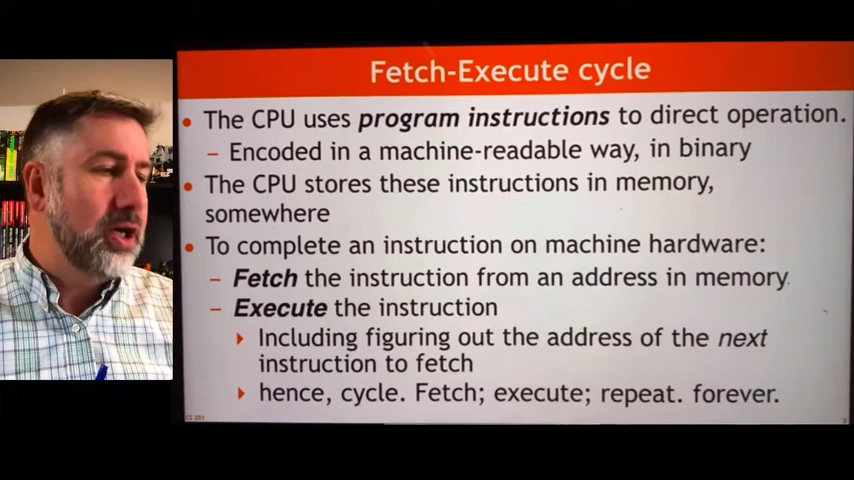 Fetch-Execute cycle
• The CPU uses program instructions to direct operation.
– Encoded in a machine-readable way, in binary
• The CPU stores these instructions in memory,
somewhere
• To complete an instruction on machine hardware:
– Fetch the instruction from an address in memory
– Execute the instruction
Including figuring out the address of the next
instruction to fetch
hence, cycle. Fetch; execute; repeat. forever.
CS 201